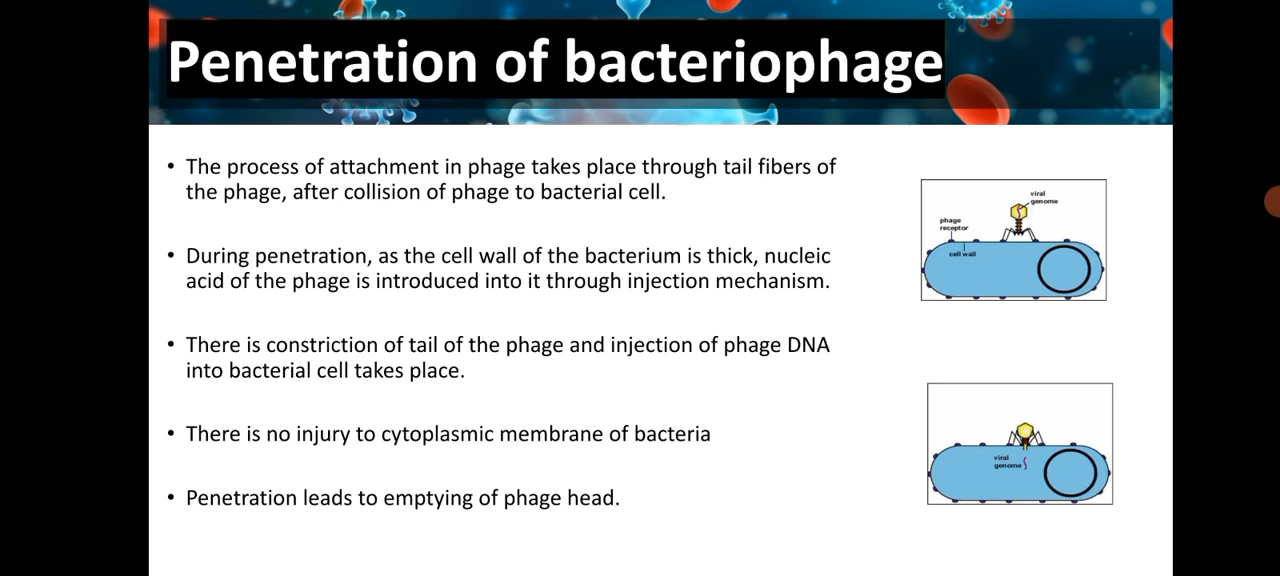 Penetration of bacteriophage
• The process of attachment in phage takes place through tail fibers of
the phage, after collision of phage to bacterial cell.
• During penetration, as the cell wall of the bacterium is thick, nucleic
acid of the phage is introduced into it through injection mechanism.
• There is constriction of tail of the phage and injection of phage DNA
into bacterial cell takes place.
• There is no injury to cytoplasmic membrane of bacteria
• Penetration leads to emptying of phage head.
viral
genome
phage
receptor
cell wall
viral
genome